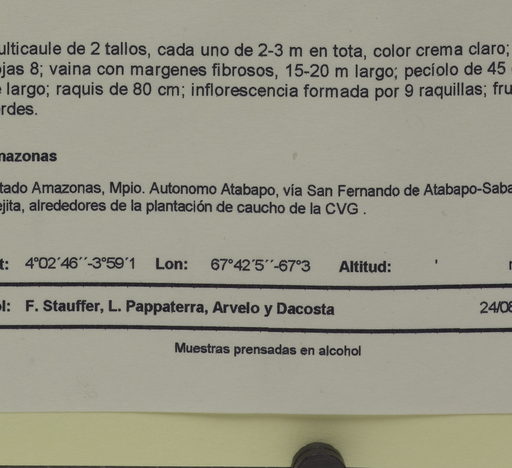 ulticaule de 2 tallos, cada uno de 2-3 m en tota, color crema claro;
jas 8; vaina con margenes fibrosos, 15-20 m largo; pecíolo de 45
largo; raquis de 80 cm; inflorescencia formada por 9 raquillas; fru
rdes.
nazonas
tado Amazonas, Mpio. Autonomo Atabapo, vía San Fernando de Atabapo-Saba
ejita, alrededores de la plantación de caucho de la CVG .
t: 4°02´46´´-3°59´1 Lon: 67°42´5´´-67°3 Altitud: '
ol: F. Stauffer, L. Pappaterra, Arvelo y Dacosta 24/08
Muestras prensadas en alcohol